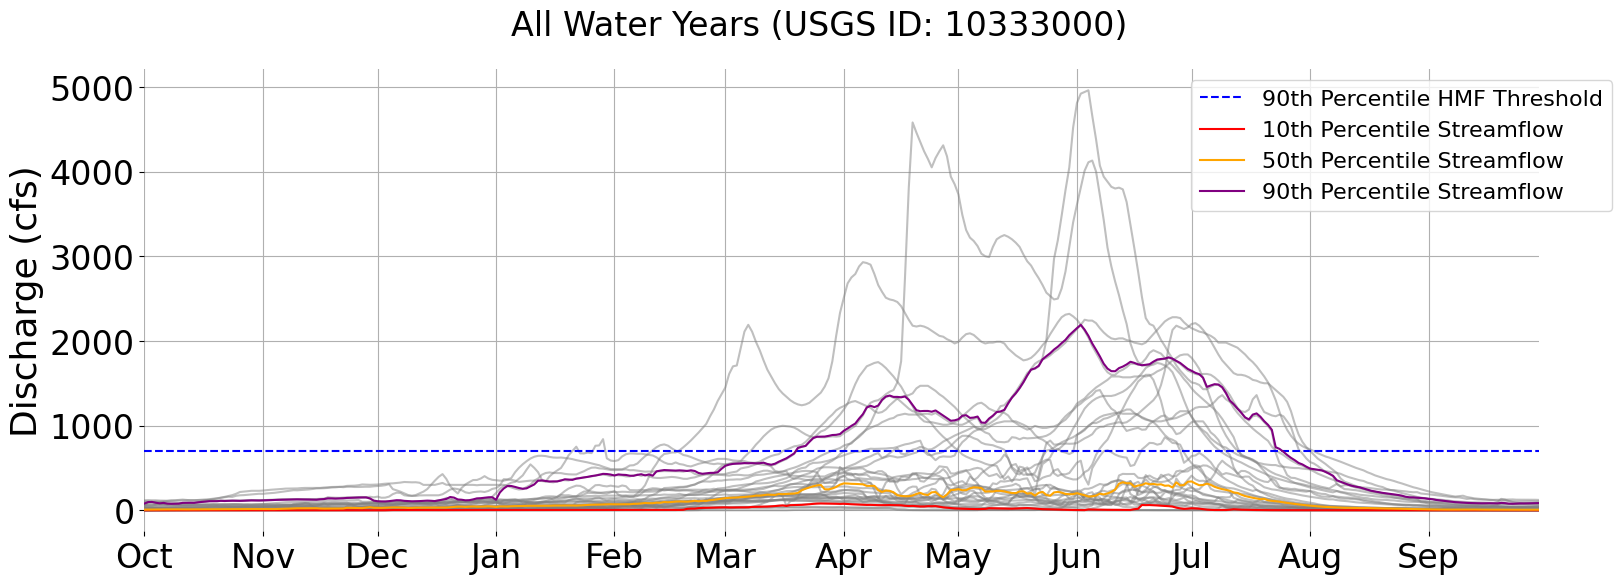 All Water Years (USGS ID: 10333000)
Discharge (cfs)
5000
4000
3000
2000
1000
0
90th Percentile HMF Threshold
10th Percentile Streamflow
50th Percentile Streamflow
90th Percentile Streamflow
Oct Nov Dec Jan Feb Mar Apr May Jun Jul Aug Sep